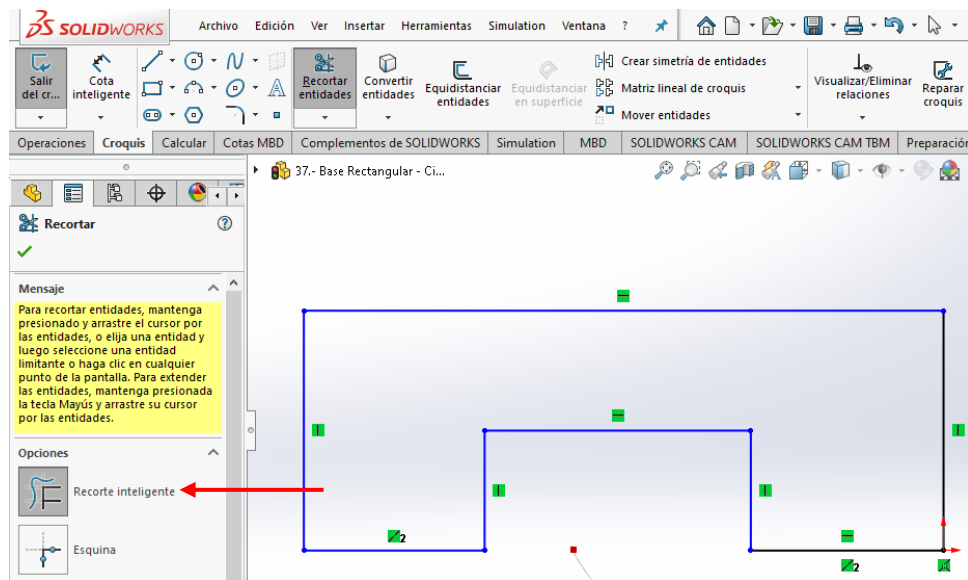 SOLIDWORKS
Archivo Edición Ver Insertar Herramientas Simulation Ventana ?
Salir del cr...
Cota inteligente
Recortar entidades
Convertir entidades
Equidistanciar entidades
Equidistanciar en superficie
Crear simetría de entidades
Matriz lineal de croquis
Mover entidades
Visualizar/Eliminar relaciones
Reparar croquis
Operaciones Croquis Calcular Cotas MBD Complementos de SOLIDWORKS Simulation MBD SOLIDWORKS CAM SOLIDWORKS CAM TBM Preparación
37.- Base Rectangular - Ci...
Recortar
Mensaje
Para recortar entidades, mantenga
presionado y arrastre el cursor por
las entidades, o elija una entidad y
luego seleccione una entidad
limitante o haga clic en cualquier
punto de la pantalla. Para extender
las entidades, mantenga presionada
la tecla Mayús y arrastre su cursor
por las entidades.
Opciones
Recorte inteligente
2
Esquina
2